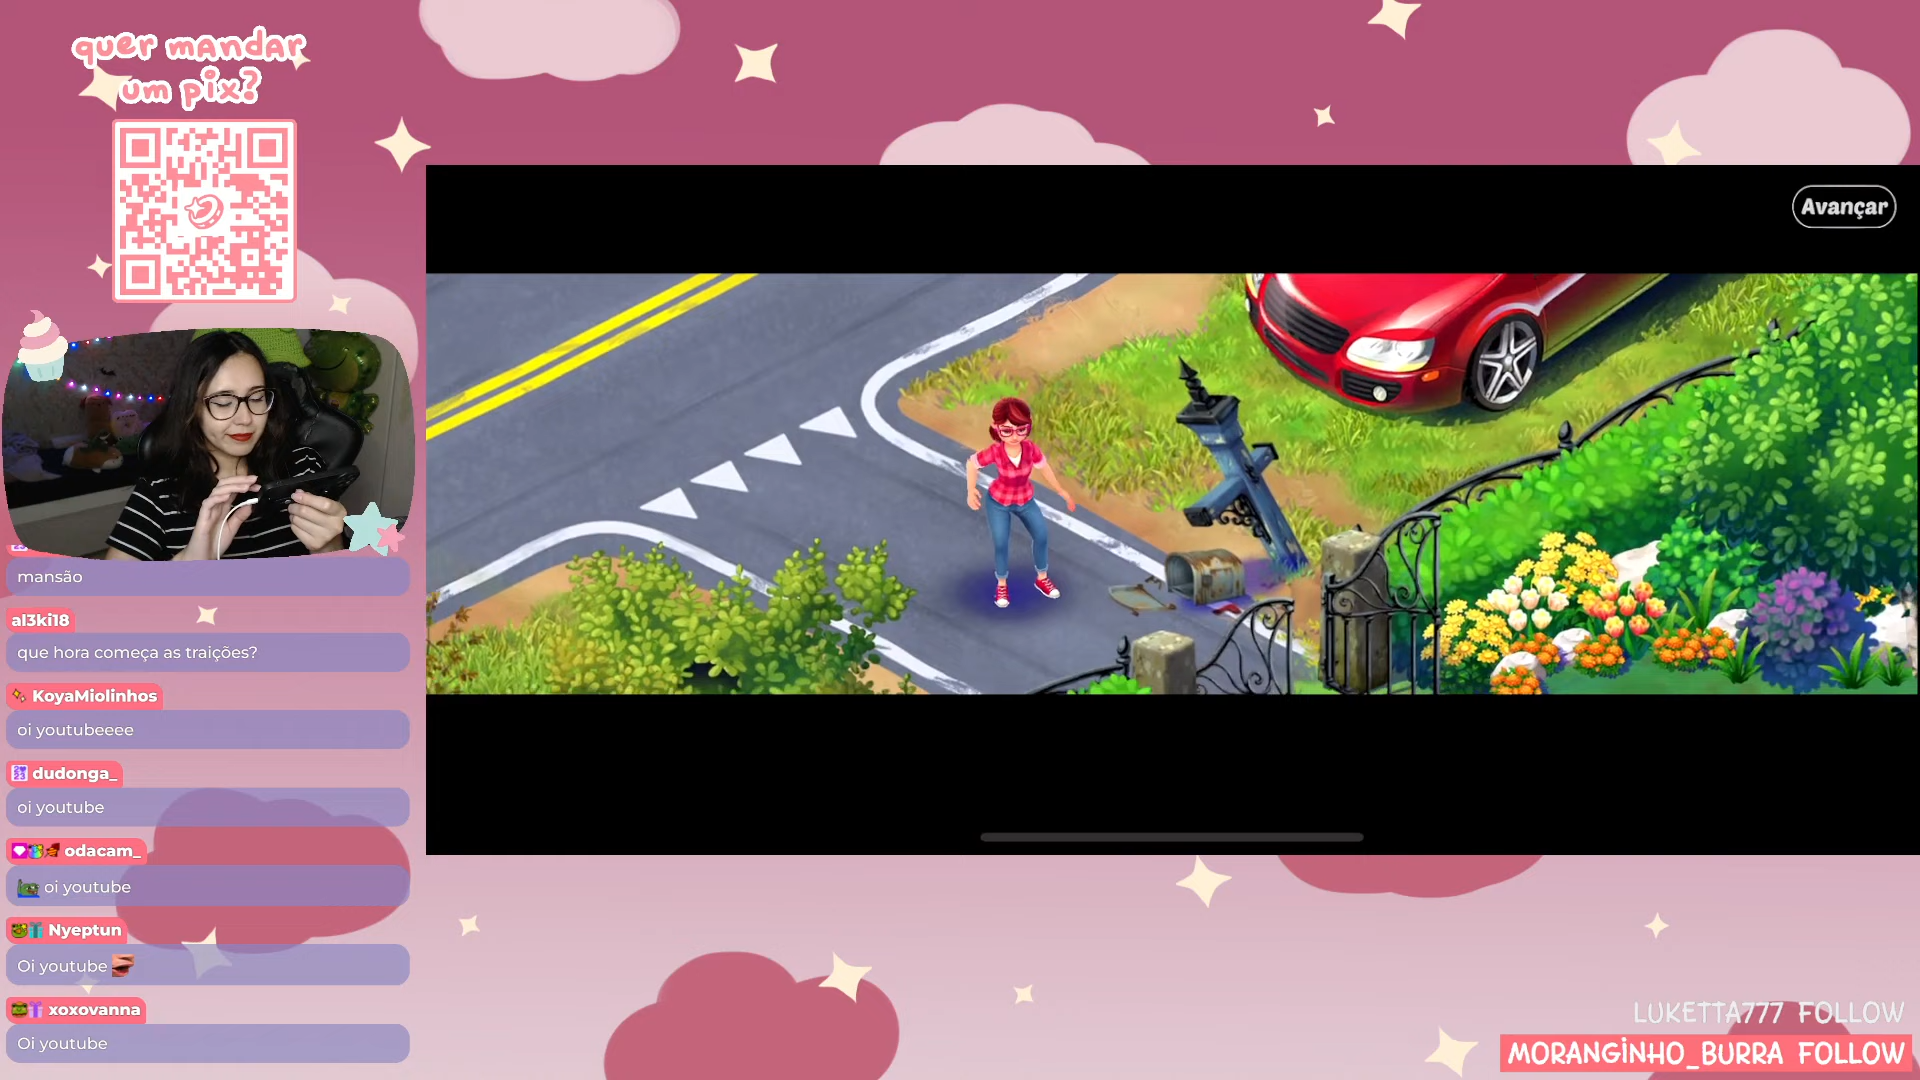 quer mandar
um pix?
Avançar
mansão
al3ki18
que hora começa as traições?
KoyaMiolinhos
oi youtubeeee
dudonga_
oi youtube
odacam_
oi youtube
Nyeptun
Oi youtube
xoxovanna
Oi youtube
LUKETTA777 FOLLOW
MORANGINHO_BURRA FOLLOW